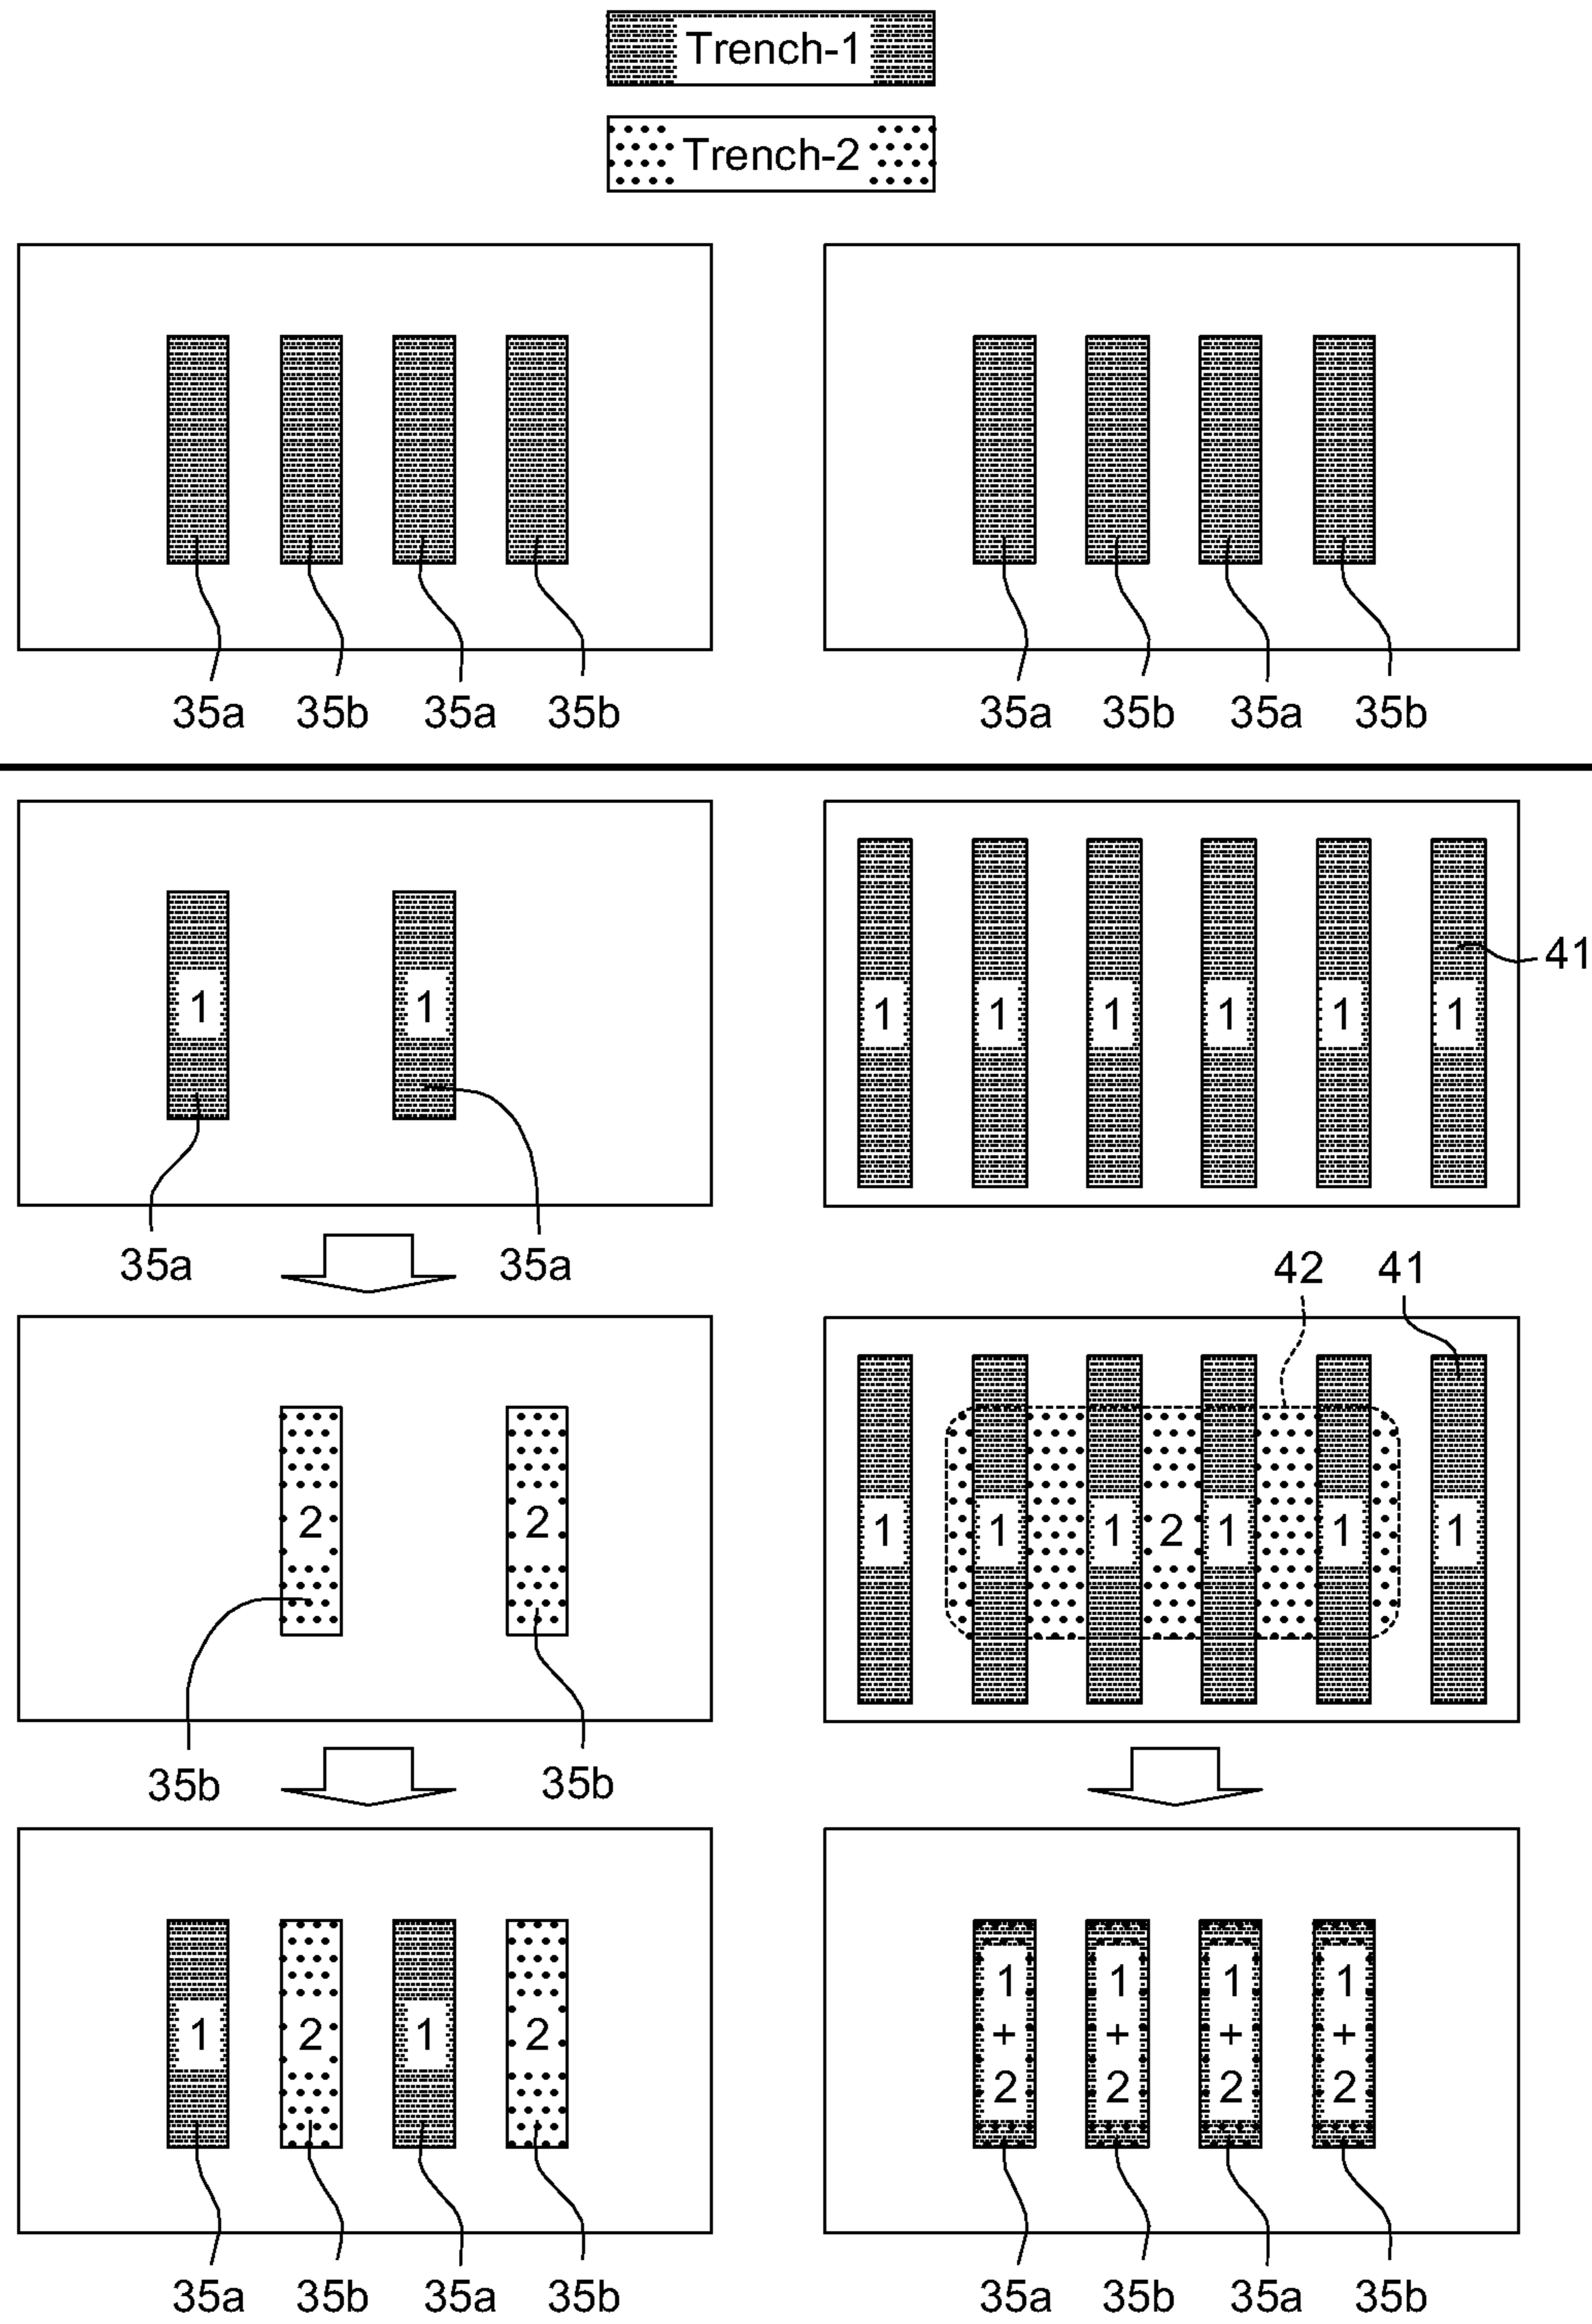 Trench-1
Trench-2
35a 35b 35a 35b 35a 35b 35a 35b
1 1 1 1 1 1 1 1
41
35a 35a
42 41
2 2 1 1 1 2 1 1 1
35b 35b
1 2 1 2 1 + 2 1 + 2 1 + 2 1 + 2
35a 35b 35a 35b 35a 35b 35a 35b